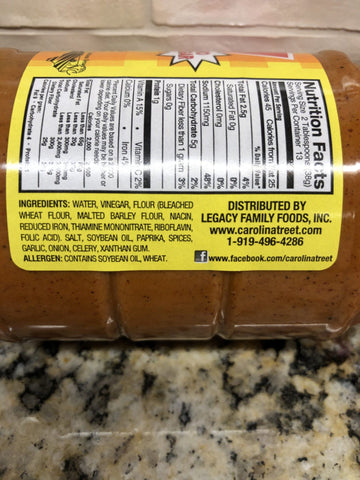 Nutrition Facts
Serving Size 2 Tablespoons (36g)
Servings Per Container 13
Amount Per Serving
Calories 45 Calories from Fat 25
% Daily Value
Total Fat 2.5g 4%
Saturated Fat 0g 0%
Cholesterol 0mg 0%
Sodium 1150mg 48%
Total Carbohydrate 5g 2%
Dietary Fiber less than 1 gram 3%
Sugars 0g
Protein 1g
Vitamin A 15% • Vitamin C 2%
Calcium 0% • Iron 4%
INGREDIENTS: WATER, VINEGAR, FLOUR (BLEACHED
WHEAT FLOUR, MALTED BARLEY FLOUR, NIACIN,
REDUCED IRON, THIAMINE MONONITRATE, RIBOFLAVIN,
FOLIC ACID). SALT, SOYBEAN OIL, PAPRIKA, SPICES,
GARLIC, ONION, CELERY, XANTHAN GUM.
ALLERGEN: CONTAINS SOYBEAN OIL, WHEAT.
DISTRIBUTED BY
LEGACY FAMILY FOODS, INC.
www.carolinatreet.com
1-919-496-4286
f www.facebook.com/carolinatreet